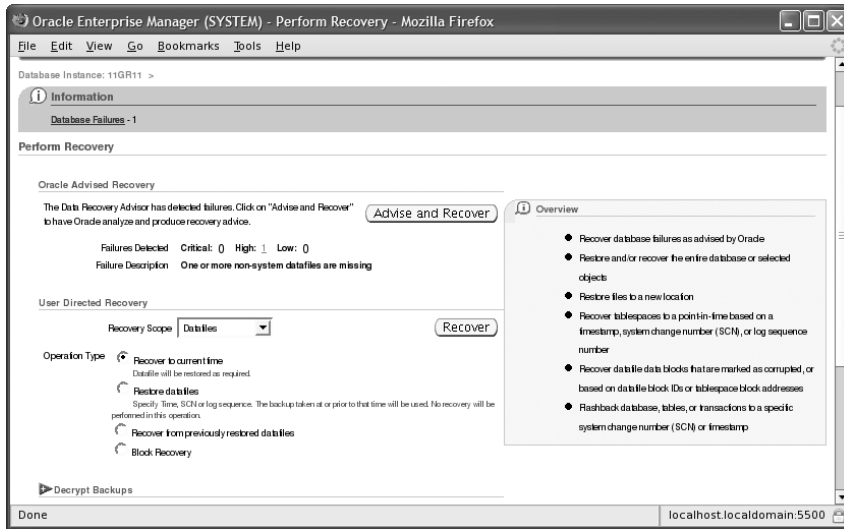 Oracle Enterprise Manager (SYSTEM) - Perform Recovery - Mozilla Firefox
File Edit View Go Bookmarks Tools Help
Database Instance: 11GR11 >
Information
Database Failures - 1
Perform Recovery
Oracle Advised Recovery
The Data Recovery Advisor has detected failures. Click on "Advise and Recover"
to have Oracle analyze and produce recovery advice.
Advise and Recover
Failures Detected Critical: 0 High: 1 Low: 0
Failure Description One or more non-system datafiles are missing
User Directed Recovery
Recovery Scope Datafiles
Recover
Operation Type Recover to current time
Datafile will be restored as required.
Restore datafiles
Specify Time, SCN or log sequence. The backup taken at or prior to that time will be used. No recovery will be
performed in this operation.
Recover from previously restored datafiles
Block Recovery
Decrypt Backups
Overview
Recover database failures as advised by Oracle
Restore and/or recover the entire database or selected
objects
Restore files to a new location
Recover tablespaces to a point-in-time based on a
timestamp, system change number (SCN), or log sequence
number
Recover datafile data blocks that are marked as corrupted, or
based on datafile block IDs or tablespace block addresses
Flashback database, tables, or transactions to a specific
system change number (SCN) or timestamp
Done
localhost.localdomain:5500